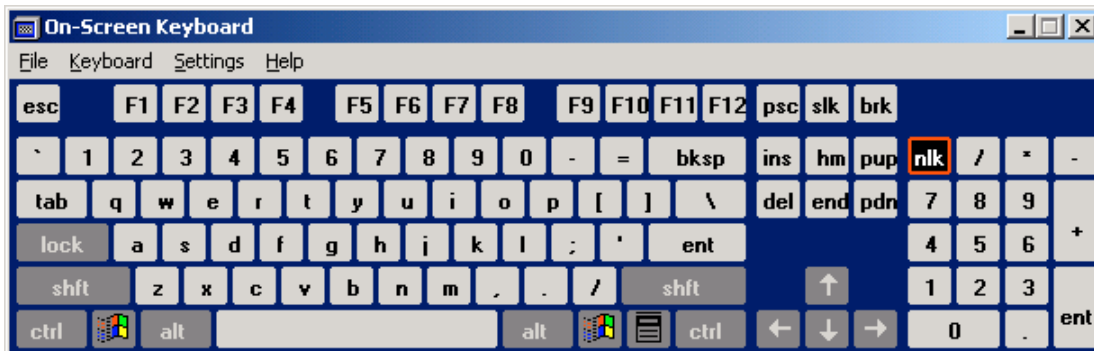 On-Screen Keyboard
File Keyboard Settings Help
esc F1 F2 F3 F4 F5 F6 F7 F8 F9 F10 F11 F12 psc slk brk
` 1 2 3 4 5 6 7 8 9 0 - = bksp ins hm pup nlk / * -
tab q w e r t y u i o p [ ] \ del end pdn 7 8 9 +
lock a s d f g h j k l ; ' ent 4 5 6
shft z x c v b n m , . / shft ↑ 1 2 3 ent
ctrl alt alt ctrl ← ↓ → 0 .